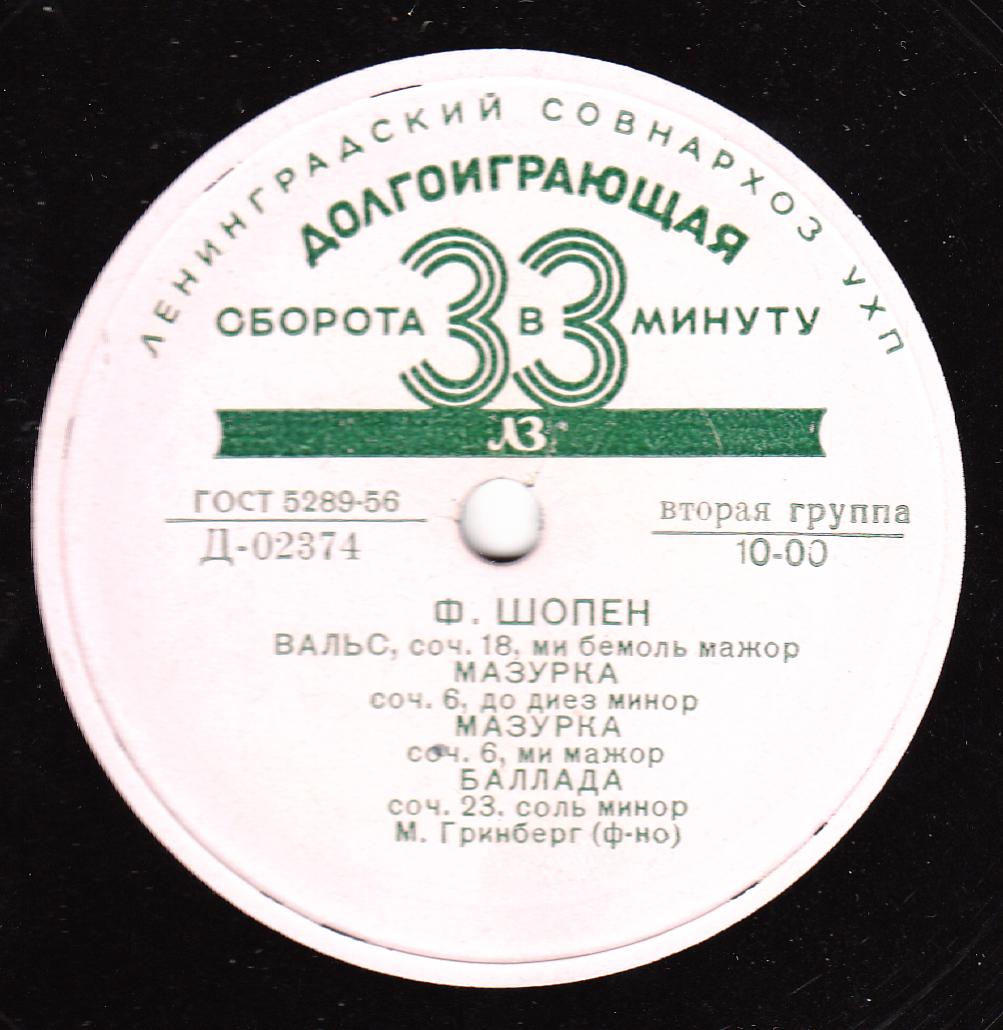 ЛЕНИНГРАДСКИЙ СОВНАРХОЗ УХП
ДОЛГОИГРАЮЩАЯ
33
ОБОРОТА В МИНУТУ
ЛЗ
ГОСТ 5289-56
Д-02374
вторая группа
10-00
Ф. ШОПЕН
ВАЛЬС, соч. 18, ми бемоль мажор
МАЗУРКА
соч. 6, до диез минор
МАЗУРКА
соч. 6, ми мажор
БАЛЛАДА
соч. 23. соль минор
М. Гринберг (ф-но)